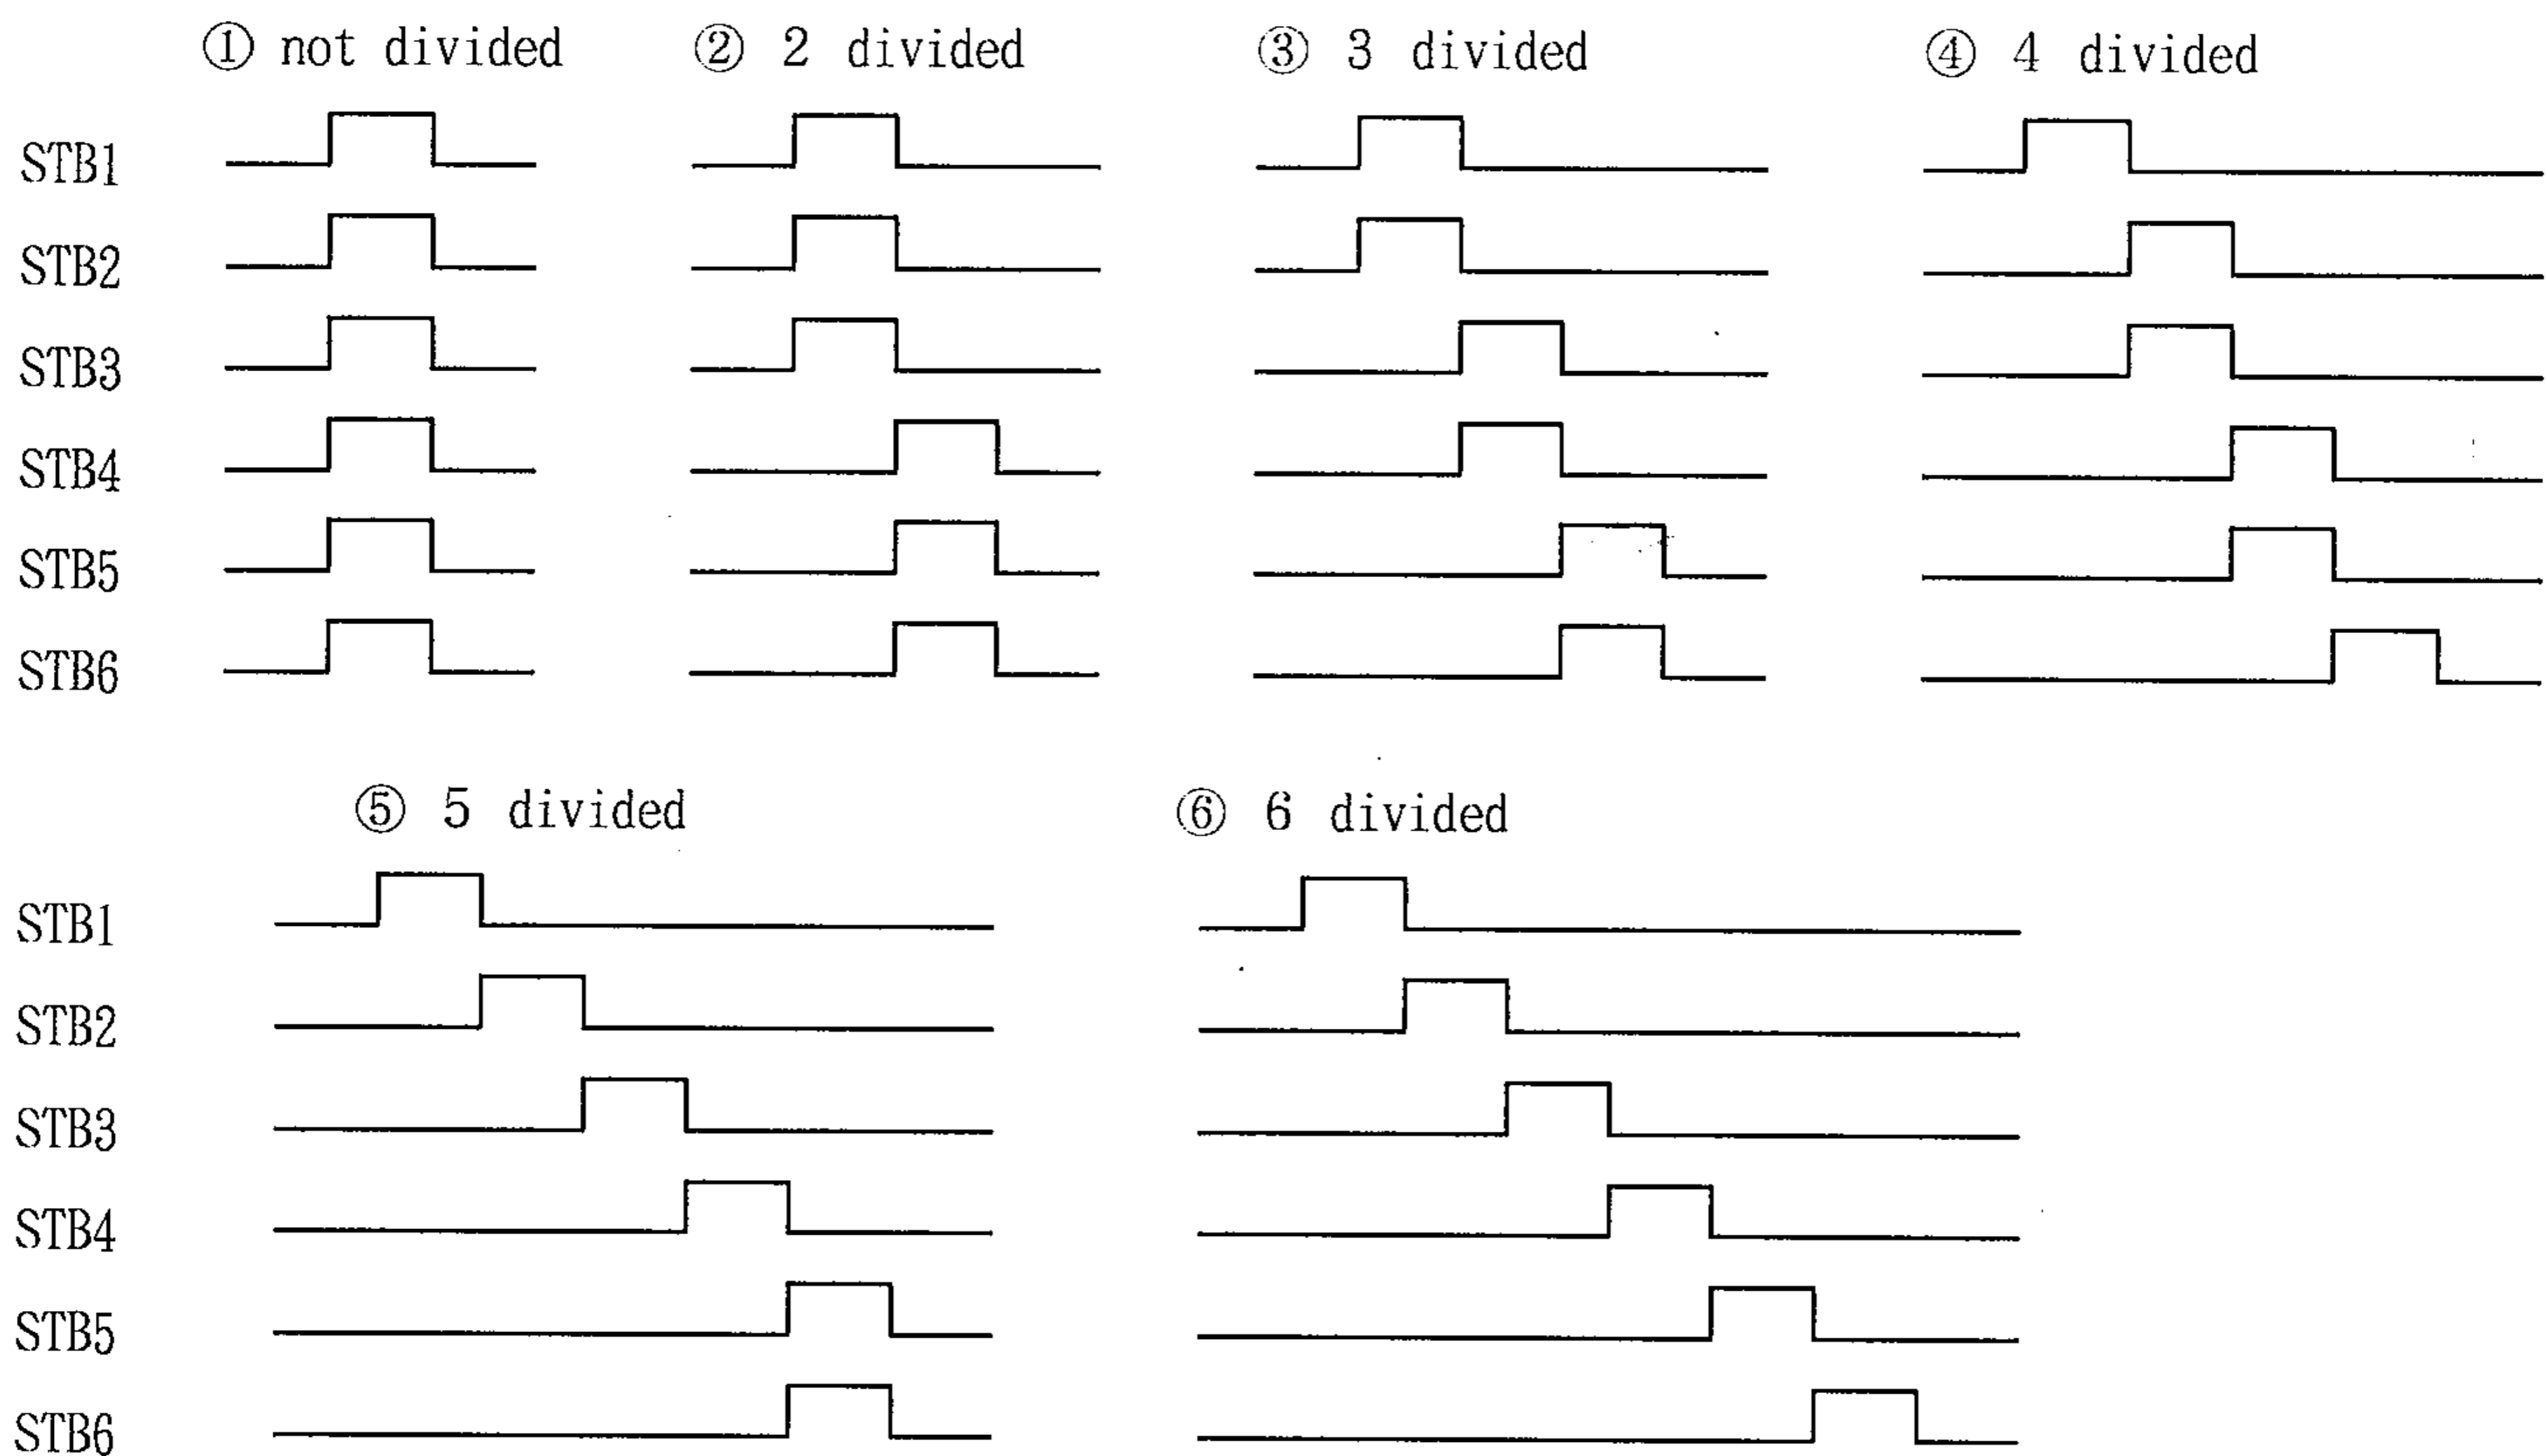 ① not divided ② 2 divided ③ 3 divided ④ 4 divided
STB1
STB2
STB3
STB4
STB5
STB6
⑤ 5 divided ⑥ 6 divided
STB1
STB2
STB3
STB4
STB5
STB6